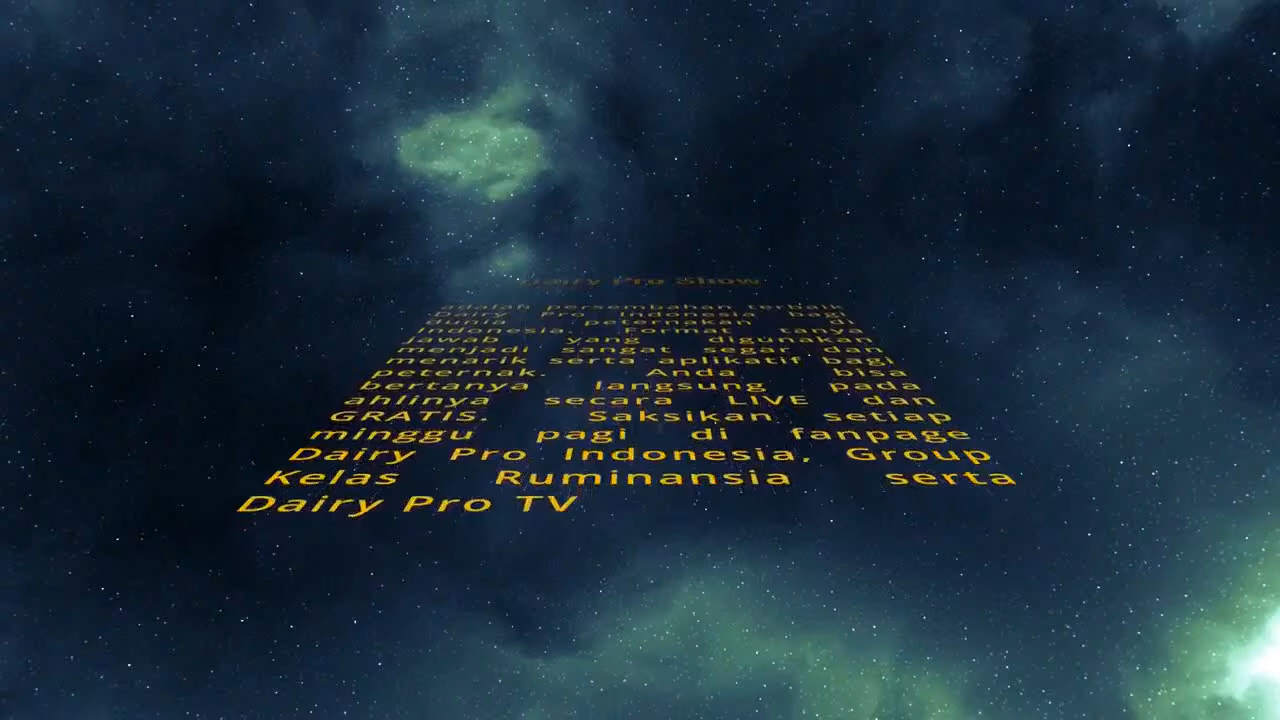 Dairy Pro Show
adalah persembahan terbaik
Dairy Pro Indonesia bagi
dunia peternakan di
Indonesia. Format tanya
jawab yang digunakan
menjadi sangat segar dan
menarik serta aplikatif bagi
peternak. Anda bisa
bertanya langsung pada
ahlinya secara LIVE dan
GRATIS. Saksikan setiap
minggu pagi di fanpage
Dairy Pro Indonesia, Group
Kelas Ruminansia serta
Dairy Pro TV